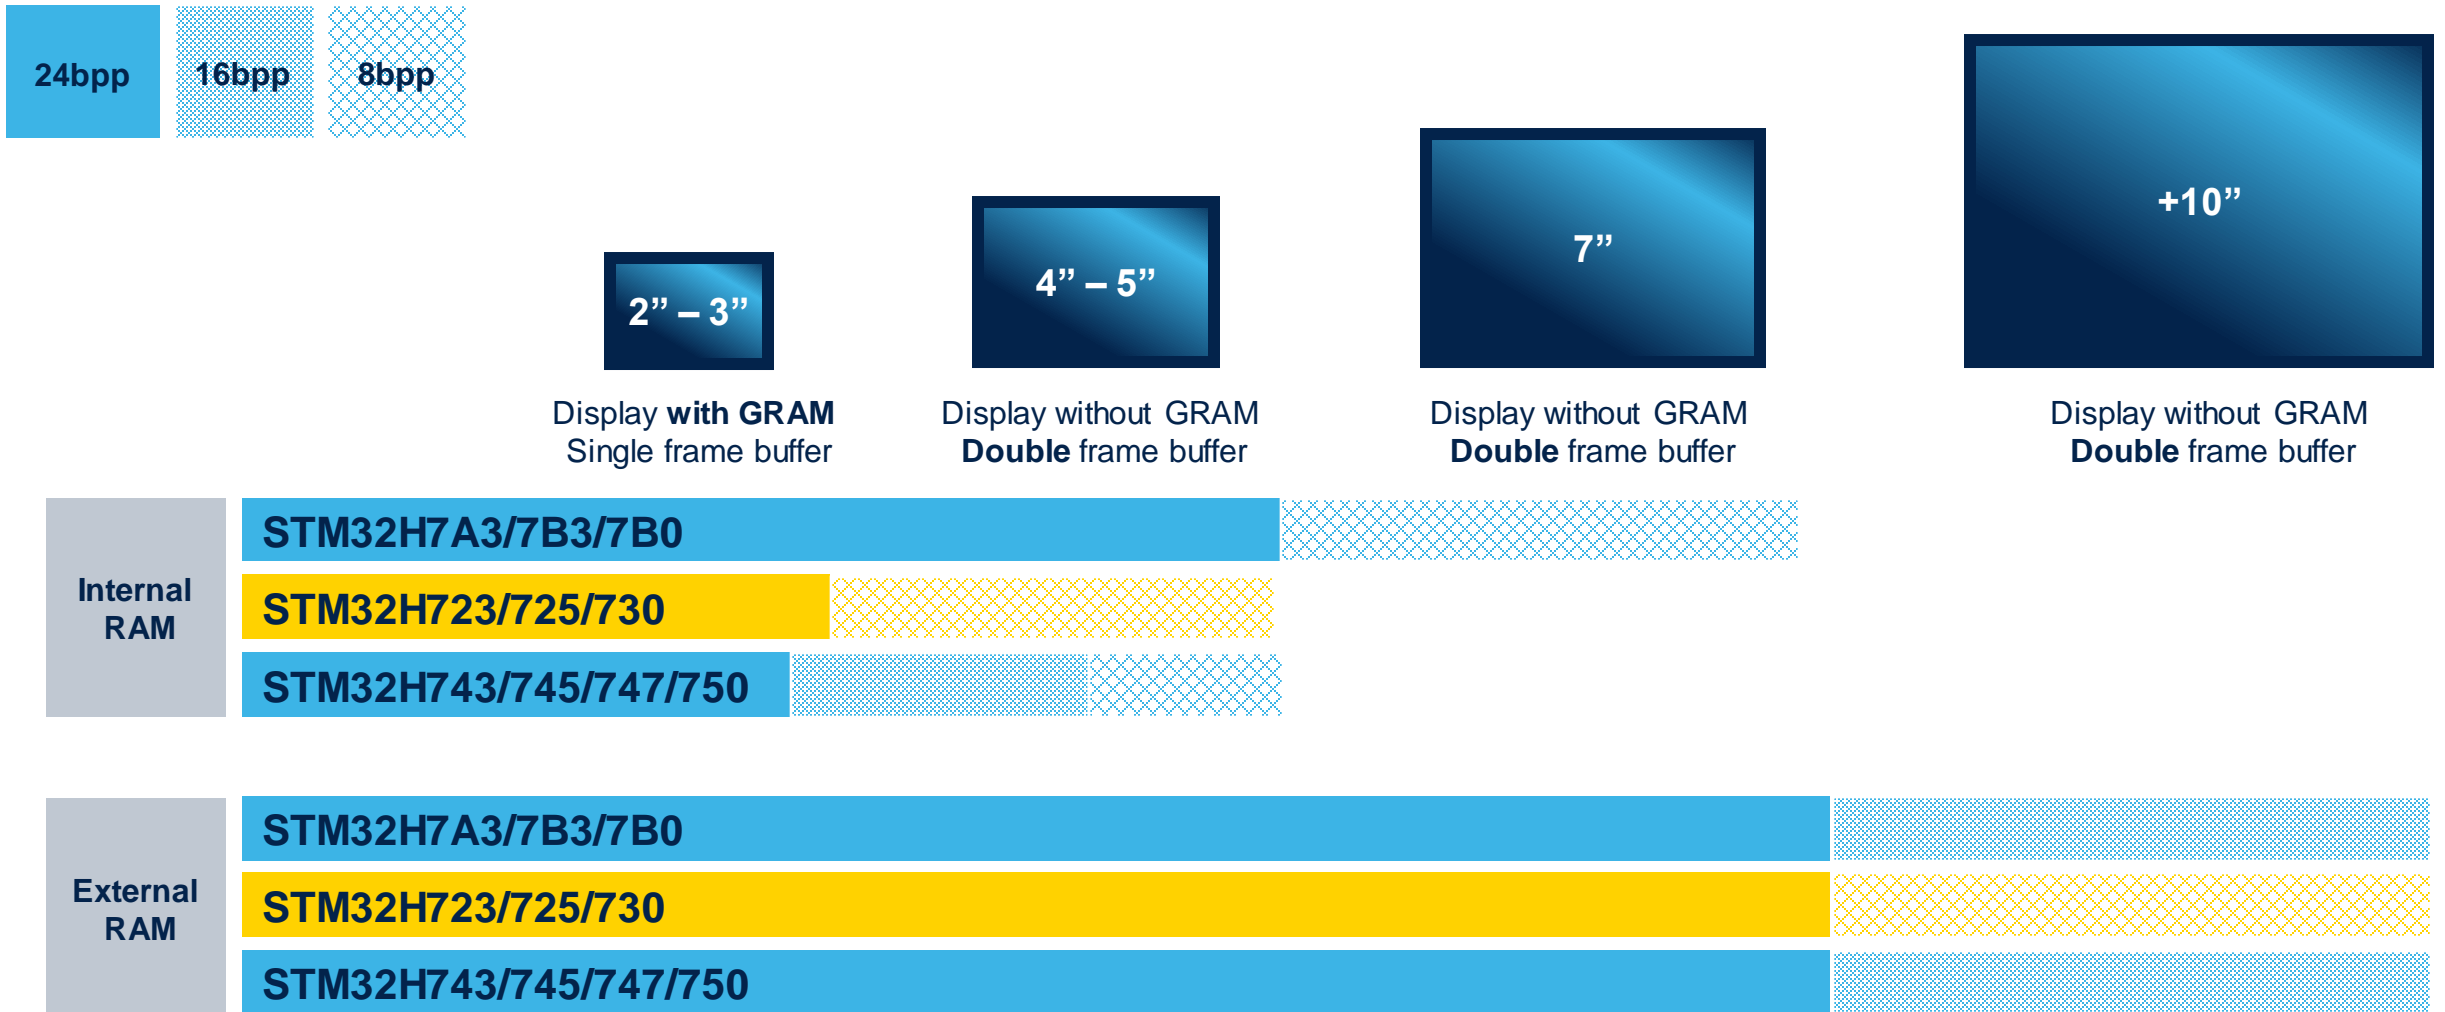 24bpp
16bpp
8bpp
2” – 3”
4” – 5”
7”
+10”
Display with GRAM
Single frame buffer
Display without GRAM
Double frame buffer
Display without GRAM
Double frame buffer
Display without GRAM
Double frame buffer
Internal
RAM
STM32H7A3/7B3/7B0
STM32H723/725/730
STM32H743/745/747/750
External
RAM
STM32H7A3/7B3/7B0
STM32H723/725/730
STM32H743/745/747/750